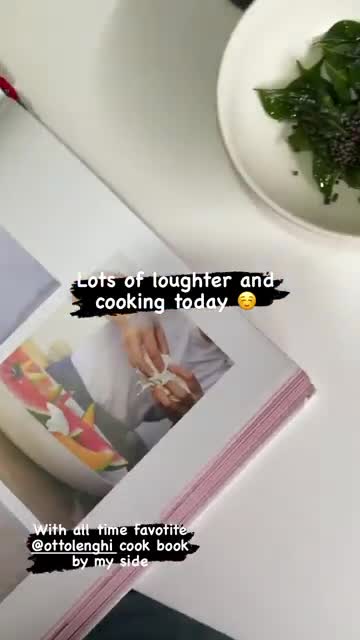 Lots of loughter and
cooking today ☺️
With all time favotite
@ottolenghi cook book
by my side